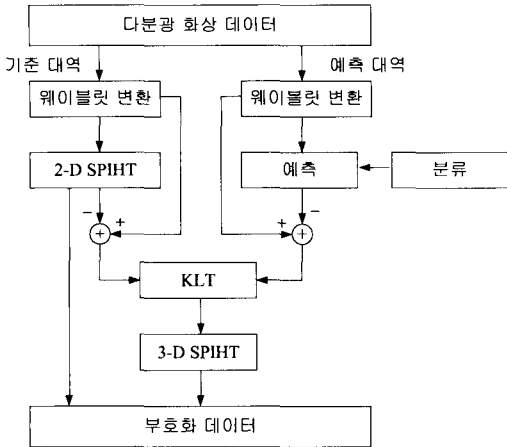 다분광 화상 데이터
기준 대역
예측 대역
웨이블릿 변환
웨이블릿 변환
2-D SPIHT
예측
분류
− +
+ −
+
+
KLT
3-D SPIHT
부호화 데이터